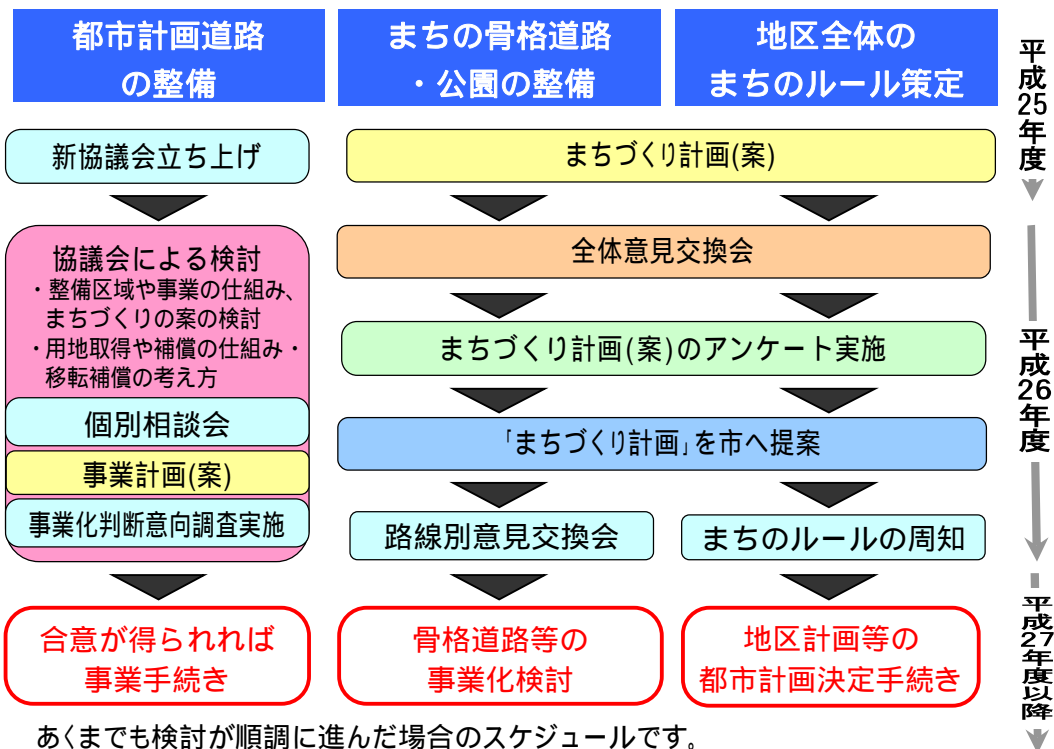 都市計画道路
の整備
まちの骨格道路
・公園の整備
地区全体の
まちのルール策定
平成25年度
新協議会立ち上げ
まちづくり計画(案)
協議会による検討
・整備区域や事業の仕組み、
まちづくりの案の検討
・用地取得や補償の仕組み・
移転補償の考え方
個別相談会
事業計画(案)
事業化判断意向調査実施
全体意見交換会
まちづくり計画(案)のアンケート実施
「まちづくり計画」を市へ提案
路線別意見交換会
まちのルールの周知
平成26年度
合意が得られれば
事業手続き
骨格道路等の
事業化検討
地区計画等の
都市計画決定手続き
平成27年度以降
あくまでも検討が順調に進んだ場合のスケジュールです。